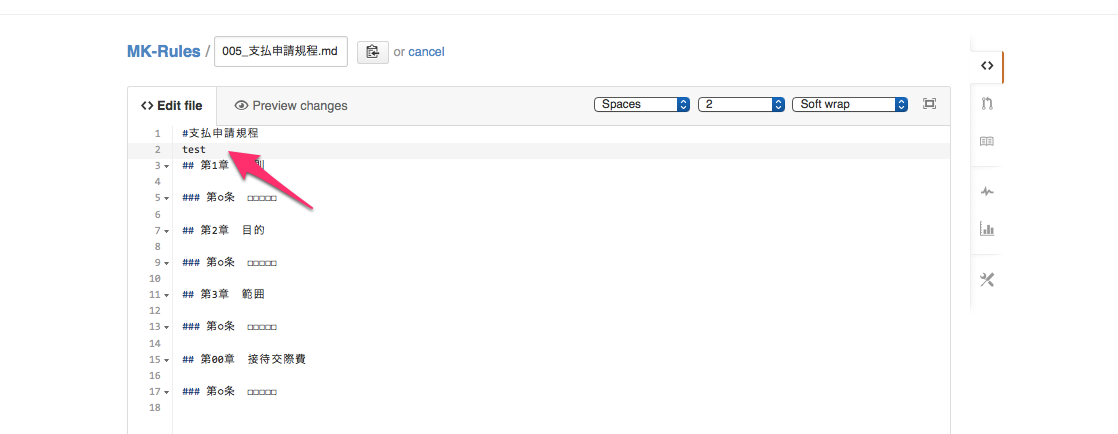 MK-Rules / 005_支払申請規程.md or cancel
<> Edit file Preview changes Spaces 2 Soft wrap
1 #支払申請規程
2 test
3 ## 第1章
4
5 ### 第○条 □□□□□
6
7 ## 第2章 目的
8
9 ### 第○条 □□□□□
10
11 ## 第3章 範囲
12
13 ### 第○条 □□□□□
14
15 ## 第00章 接待交際費
16
17 ### 第○条 □□□□□
18